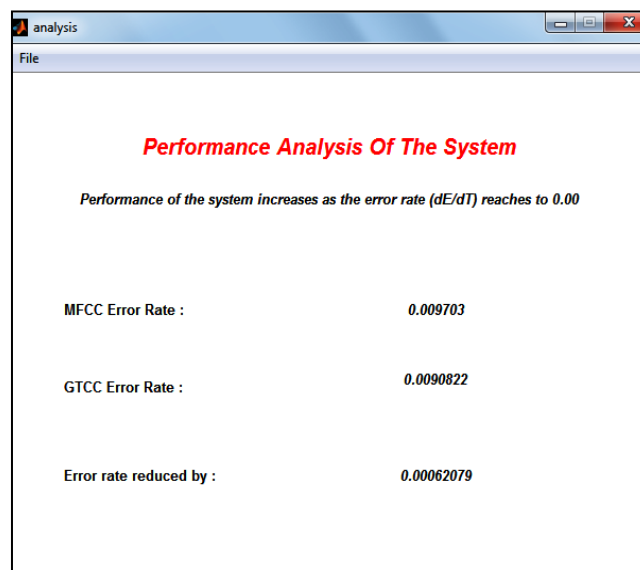 analysis
File
Performance Analysis Of The System
Performance of the system increases as the error rate (dE/dT) reaches to 0.00
MFCC Error Rate : 0.009703
GTCC Error Rate : 0.0090822
Error rate reduced by : 0.00062079